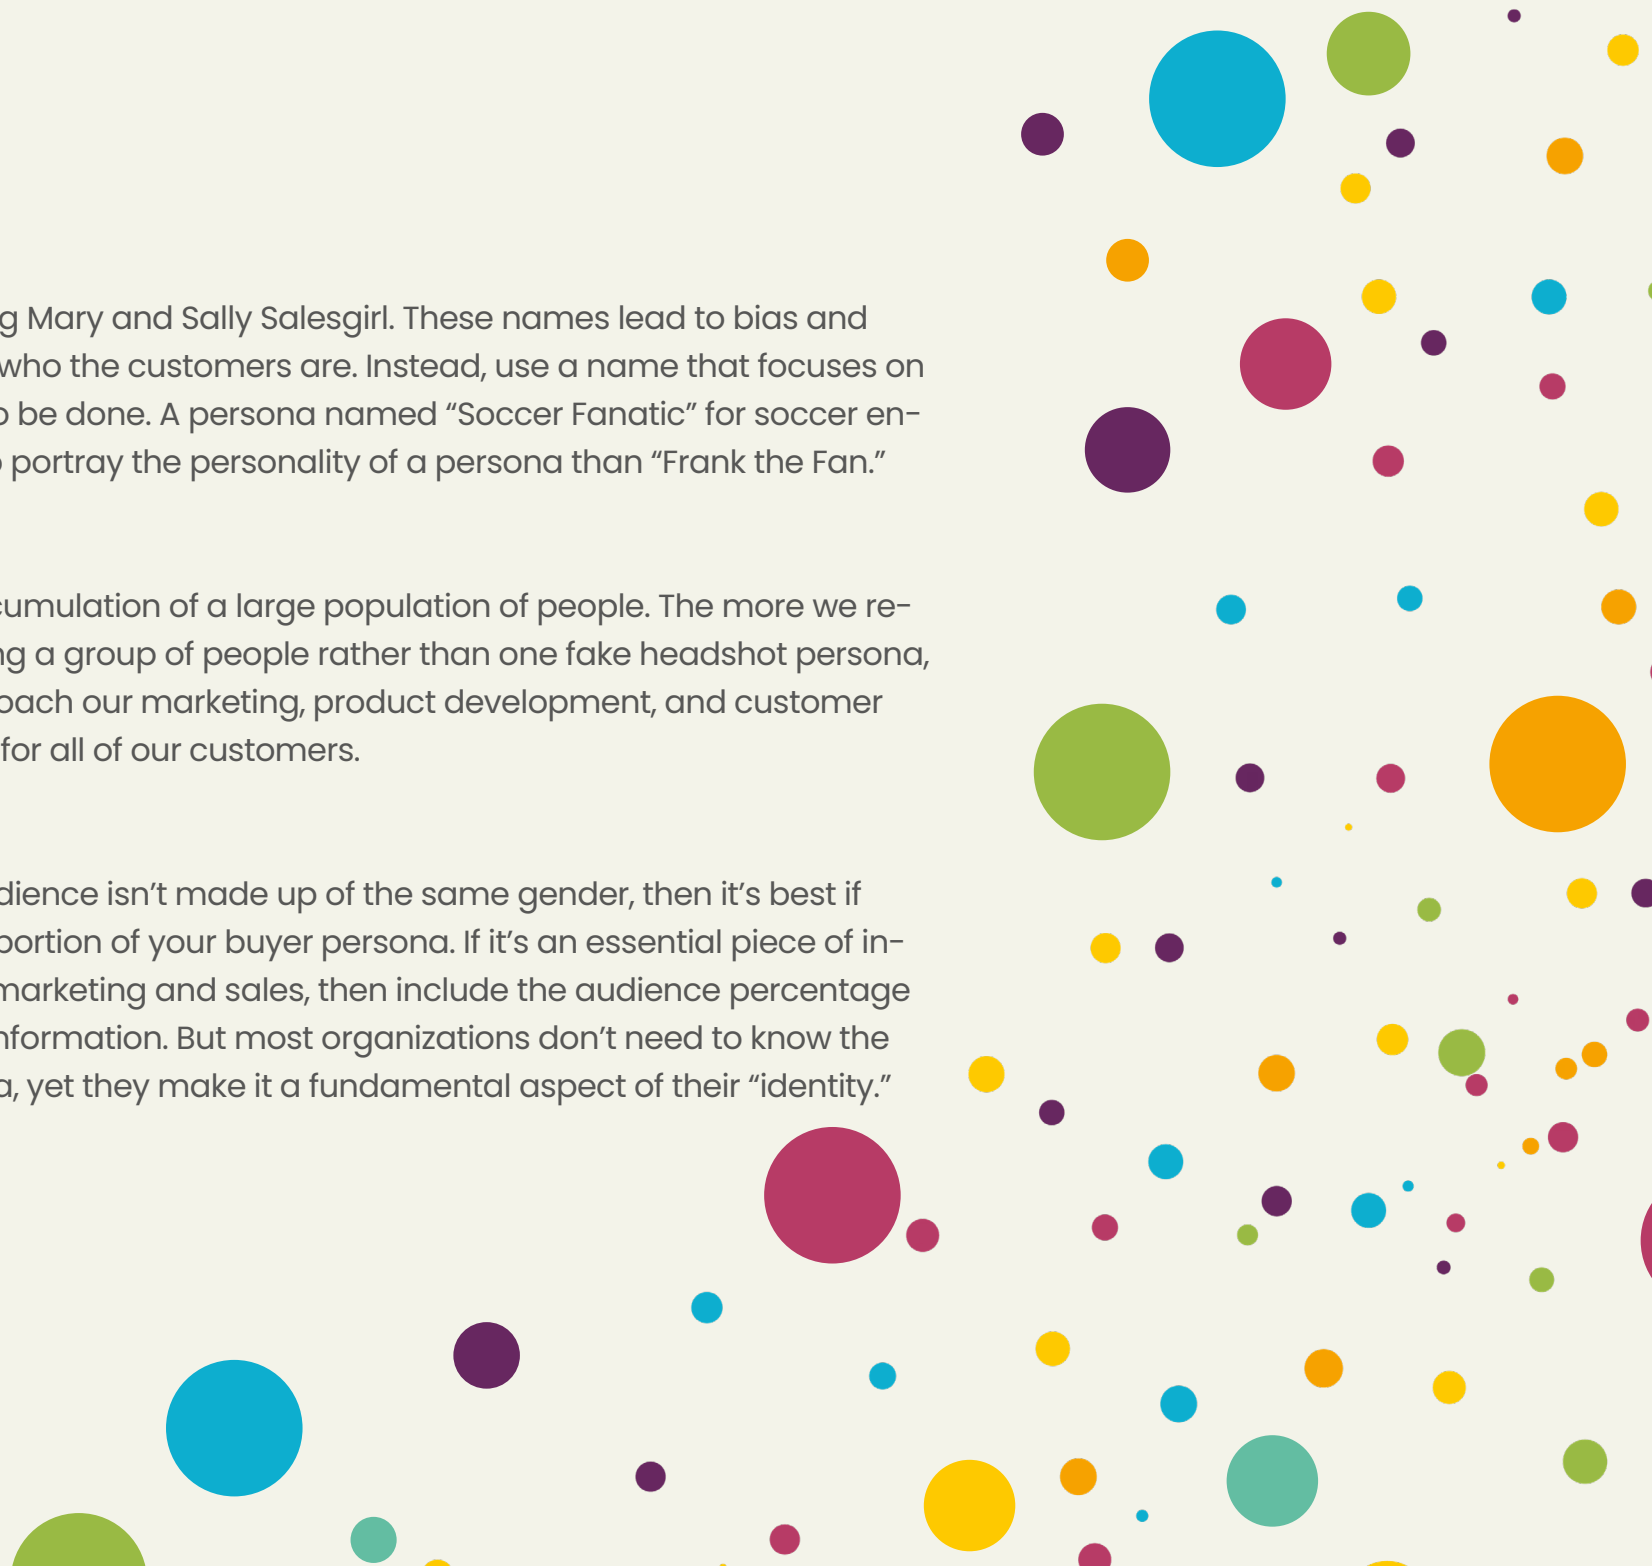 g Mary and Sally Salesgirl. These names lead to bias and
who the customers are. Instead, use a name that focuses on
o be done. A persona named “Soccer Fanatic” for soccer en-
portray the personality of a persona than “Frank the Fan.”
cumulation of a large population of people. The more we re-
ng a group of people rather than one fake headshot persona,
oach our marketing, product development, and customer
for all of our customers.
dience isn’t made up of the same gender, then it’s best if
portion of your buyer persona. If it’s an essential piece of in-
marketing and sales, then include the audience percentage
nformation. But most organizations don’t need to know the
a, yet they make it a fundamental aspect of their “identity.”